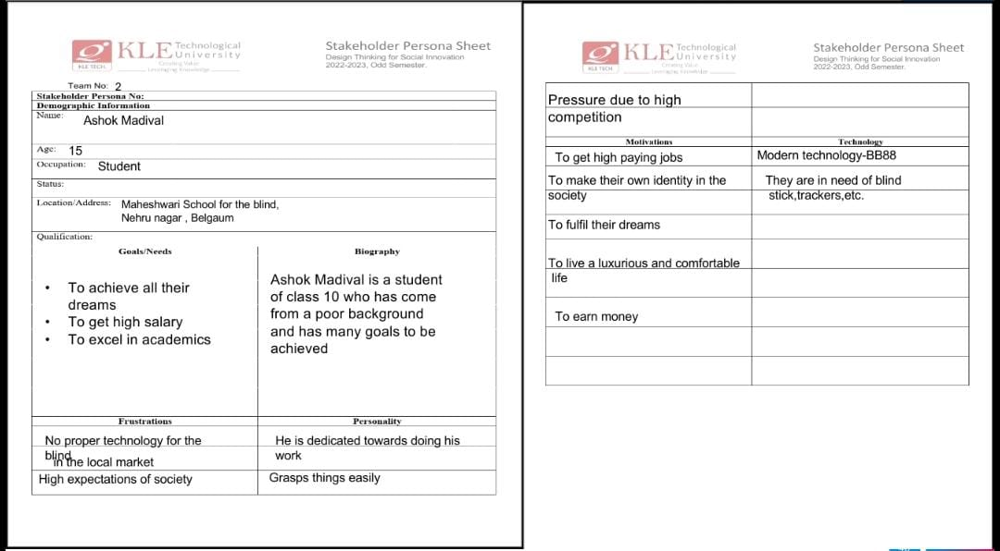 KLE Technological
University
Creating Value
Leveraging Knowledge
KLE TECH.
Stakeholder Persona Sheet
Design Thinking for Social Innovation
2022-2023, Odd Semester.
Team No: 2
Stakeholder Persona No:
Demographic Information
Name: Ashok Madival
Age: 15
Occupation: Student
Status:
Location/Address: Maheshwari School for the blind,
Nehru nagar , Belgaum
Qualification:
Goals/Needs
• To achieve all their
dreams
• To get high salary
• To excel in academics
Biography
Ashok Madival is a student
of class 10 who has come
from a poor background
and has many goals to be
achieved
Frustrations
No proper technology for the
blind
in the local market
High expectations of society
Personality
He is dedicated towards doing his
work
Grasps things easily
KLE Technological
University
Creating Value
Leveraging Knowledge
KLE TECH.
Stakeholder Persona Sheet
Design Thinking for Social Innovation
2022-2023, Odd Semester.
Pressure due to high
competition
Motivations
To get high paying jobs
To make their own identity in the
society
To fulfil their dreams
To live a luxurious and comfortable
life
To earn money
Technology
Modern technology-BB88
They are in need of blind
stick,trackers,etc.